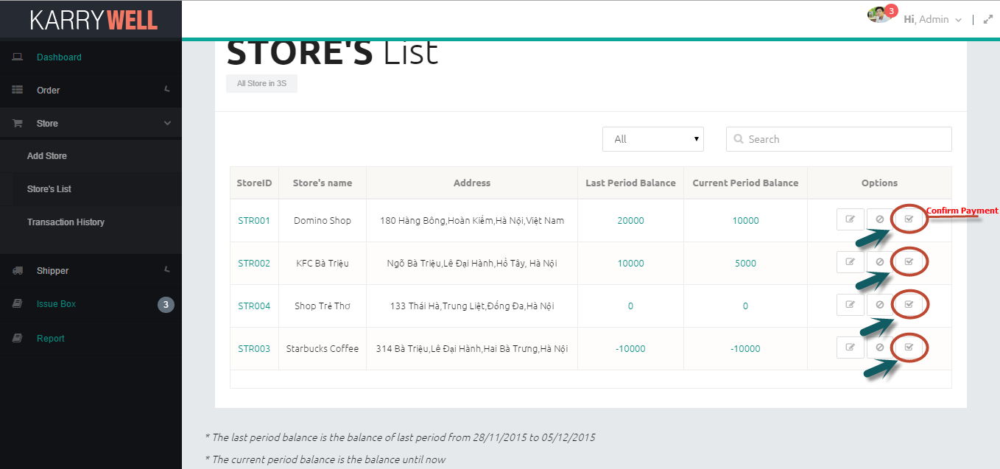 KARRYWELL
3
Hi, Admin
Dashboard
Order
Store
Add Store
Store's List
Transaction History
Shipper
Issue Box 3
Report
STORE'S List
All Store in 3S
All Search
StoreID Store's name Address Last Period Balance Current Period Balance Options
STR001 Domino Shop 180 Hàng Bông,Hoàn Kiếm,Hà Nội,Việt Nam 20000 10000 Confirm Payment
STR002 KFC Bà Triệu Ngõ Bà Triệu,Lê Đại Hành,Hồ Tây, Hà Nội 10000 5000
STR004 Shop Trẻ Thơ 133 Thái Hà,Trung Liệt,Đống Đa,Hà Nội 0 0
STR003 Starbucks Coffee 314 Bà Triệu,Lê Đại Hành,Hai Bà Trưng,Hà Nội -10000 -10000
* The last period balance is the balance of last period from 28/11/2015 to 05/12/2015
* The current period balance is the balance until now